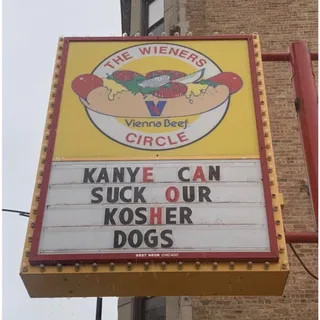 THE WIENERS
V
Vienna Beef
CIRCLE
KANYE CAN
SUCK OUR
KOSHER
DOGS